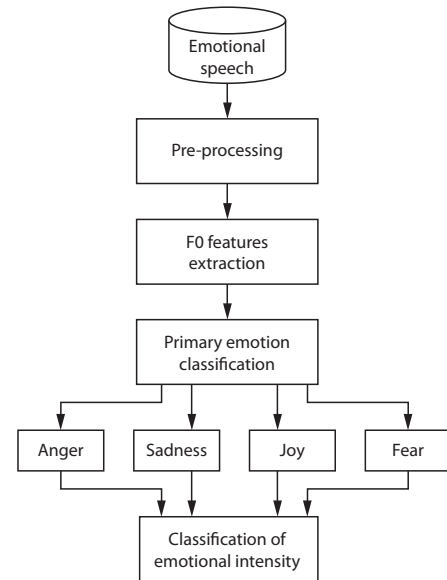 Emotional
speech
Pre-processing
F0 features
extraction
Primary emotion
classification
Anger
Sadness
Joy
Fear
Classification of
emotional intensity